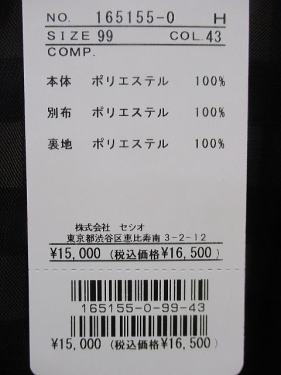 NO. 165155-0 H
SIZE 99 COL. 43
COMP.
本体 ポリエステル 100%
別布 ポリエステル 100%
裏地 ポリエステル 100%
株式会社 セシオ
東京都渋谷区恵比寿南3-2-12
¥15,000 (税込価格¥16,500)
165155-0-99-43
¥15,000 (税込価格¥16,500)